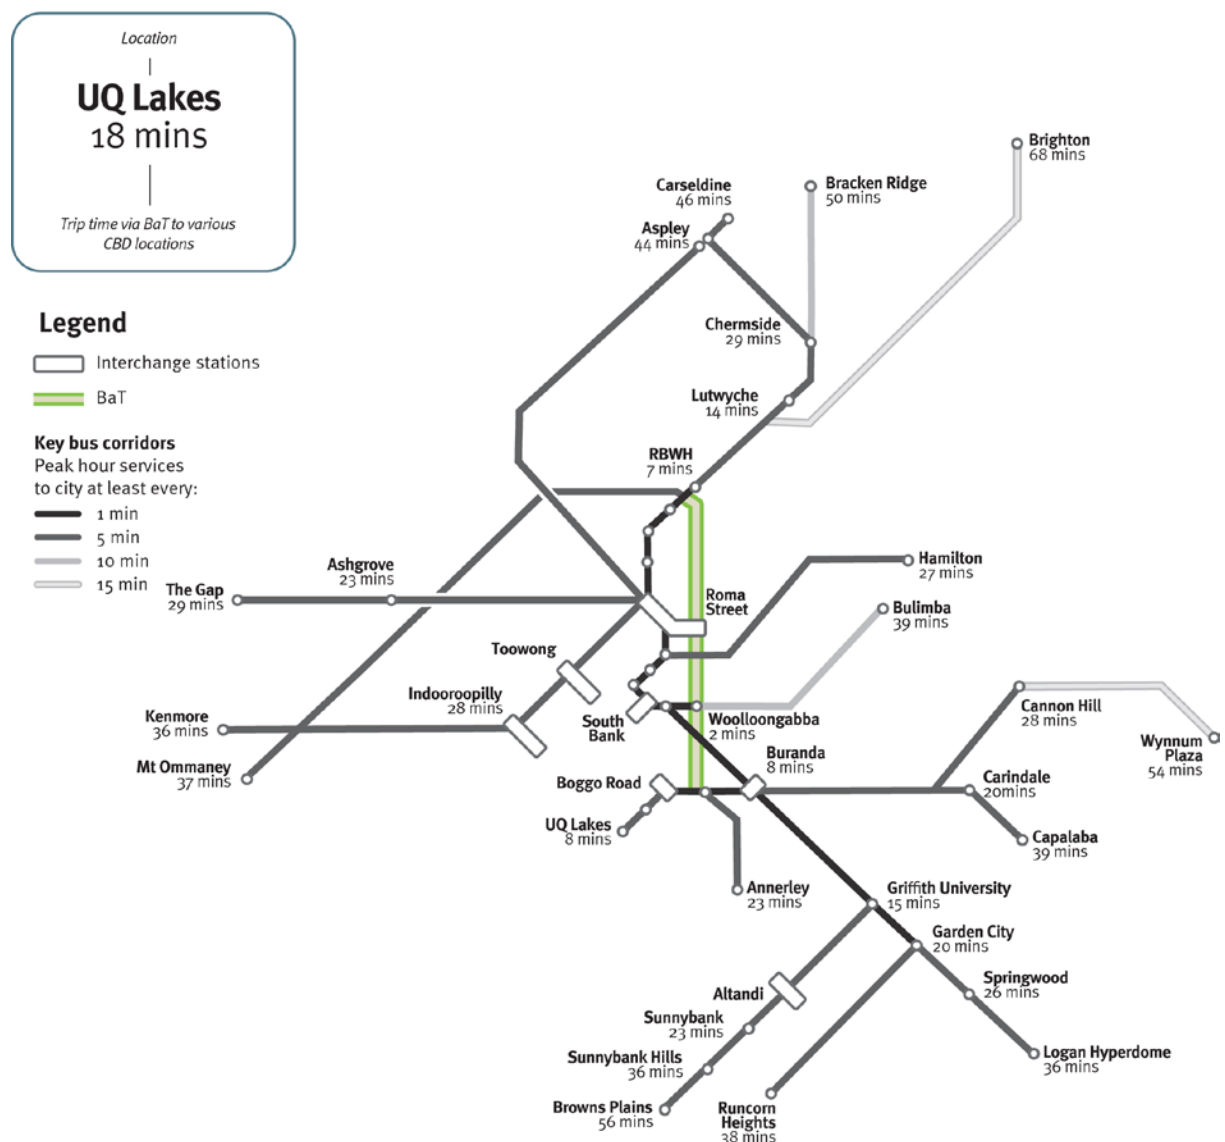 Location
UQ Lakes
18 mins
Trip time via BaT to various
CBD locations
Legend
Interchange stations
BaT
Key bus corridors
Peak hour services
to city at least every:
1 min
5 min
10 min
15 min
Brighton
68 mins
Bracken Ridge
50 mins
Carseldine
46 mins
Aspley
44 mins
Chermside
29 mins
Lutwyche
14 mins
RBWH
7 mins
Hamilton
27 mins
Ashgrove
23 mins
The Gap
29 mins
Roma
Street
Bulimba
39 mins
Toowong
Indooroopilly
28 mins
Kenmore
36 mins
Mt Ommaney
37 mins
South
Bank
Woolloongabba
2 mins
Cannon Hill
28 mins
Wynnum
Plaza
54 mins
Buranda
8 mins
Boggo Road
Carindale
20mins
UQ Lakes
8 mins
Capalaba
39 mins
Annerley
23 mins
Griffith University
15 mins
Garden City
20 mins
Springwood
26 mins
Altandi
Sunnybank
23 mins
Sunnybank Hills
36 mins
Logan Hyperdome
36 mins
Browns Plains
56 mins
Runcorn
Heights
38 mins